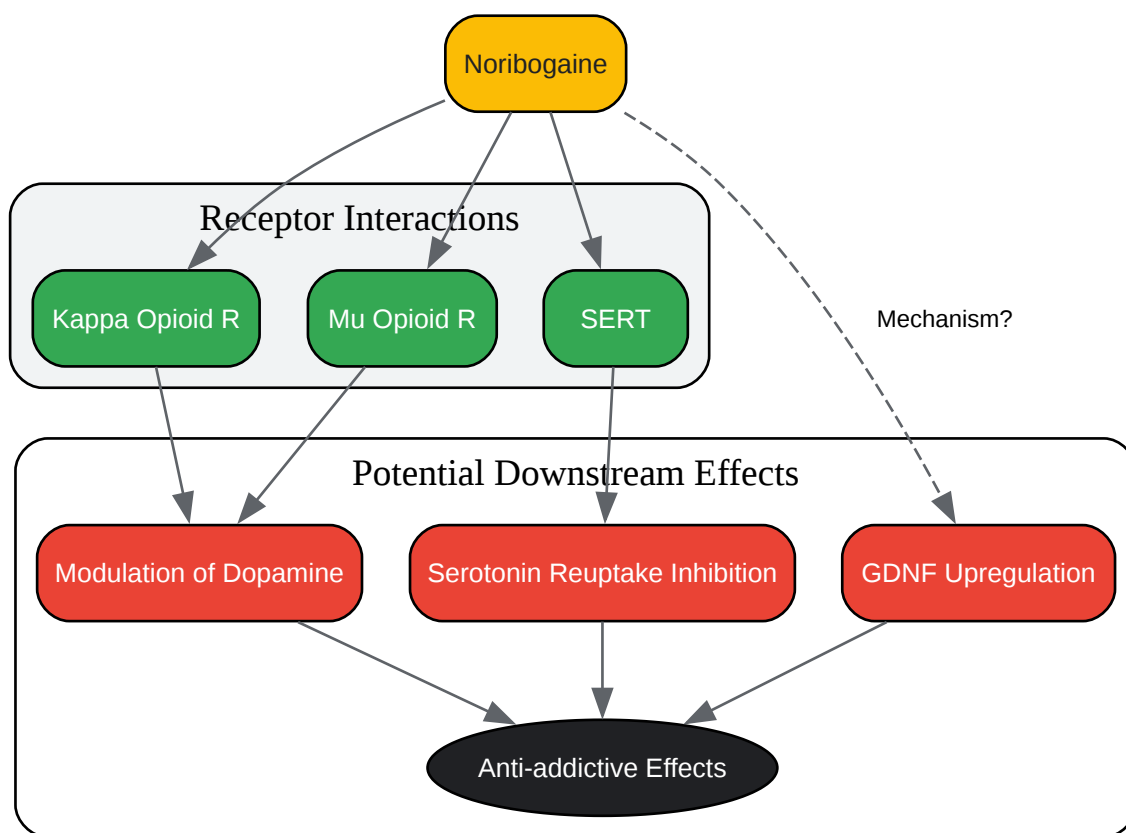 Noribogaine
Receptor Interactions
Kappa Opioid R
Mu Opioid R
SERT
Mechanism?
Potential Downstream Effects
Modulation of Dopamine
Serotonin Reuptake Inhibition
GDNF Upregulation
Anti-addictive Effects